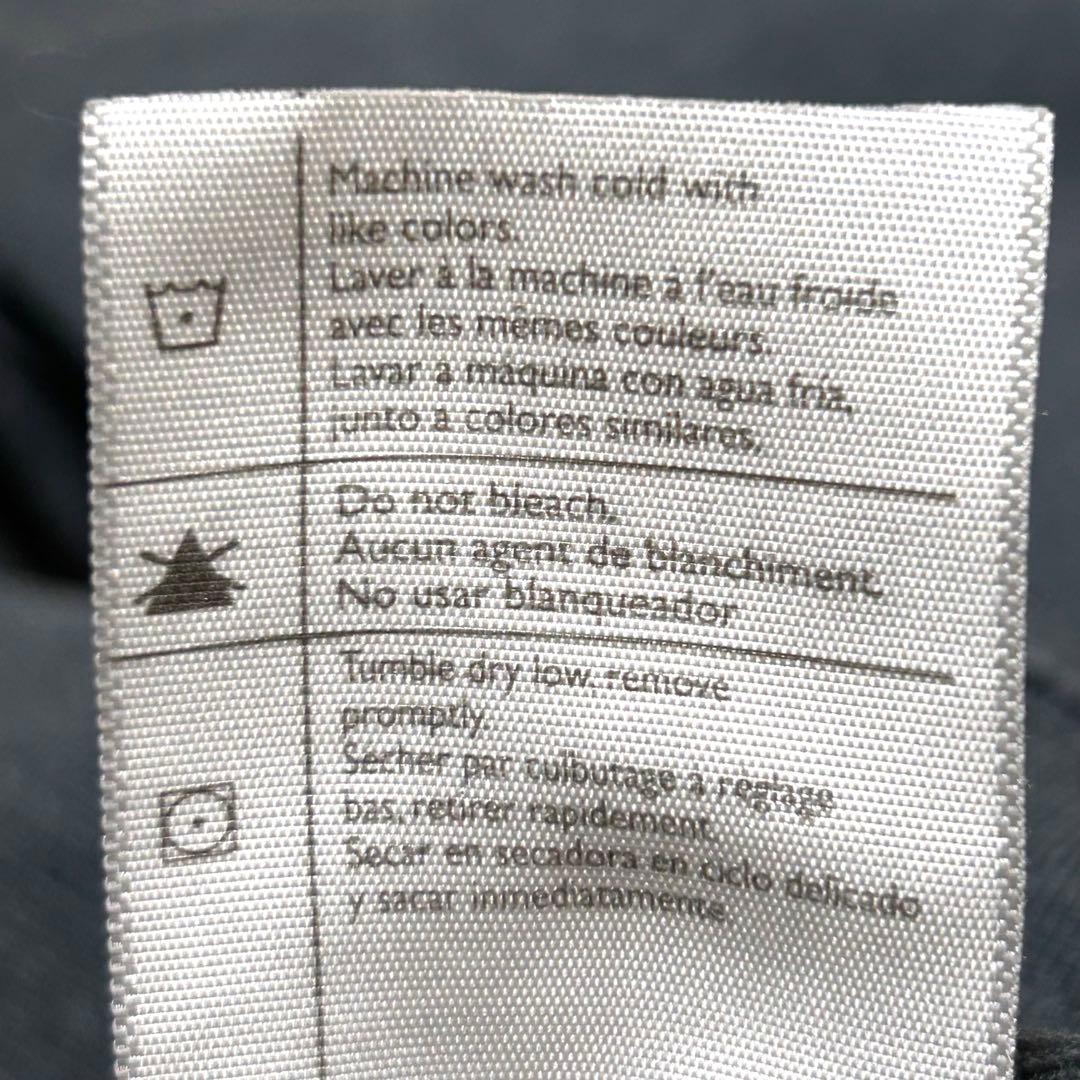 Machine wash cold with
like colors.
Laver à la machine a l'eau froide
avec les mêmes couleurs.
Lavar a máquina con agua fría,
junto a colores similares.
Do not bleach.
Aucun agent de blanchiment.
No usar blanqueador
Tumble dry low, remove
promptly.
Secher par culbutage a reglage
bas, retirer rapidement.
Secar en secadora en ciclo delicado
y sacar inmediatamente.